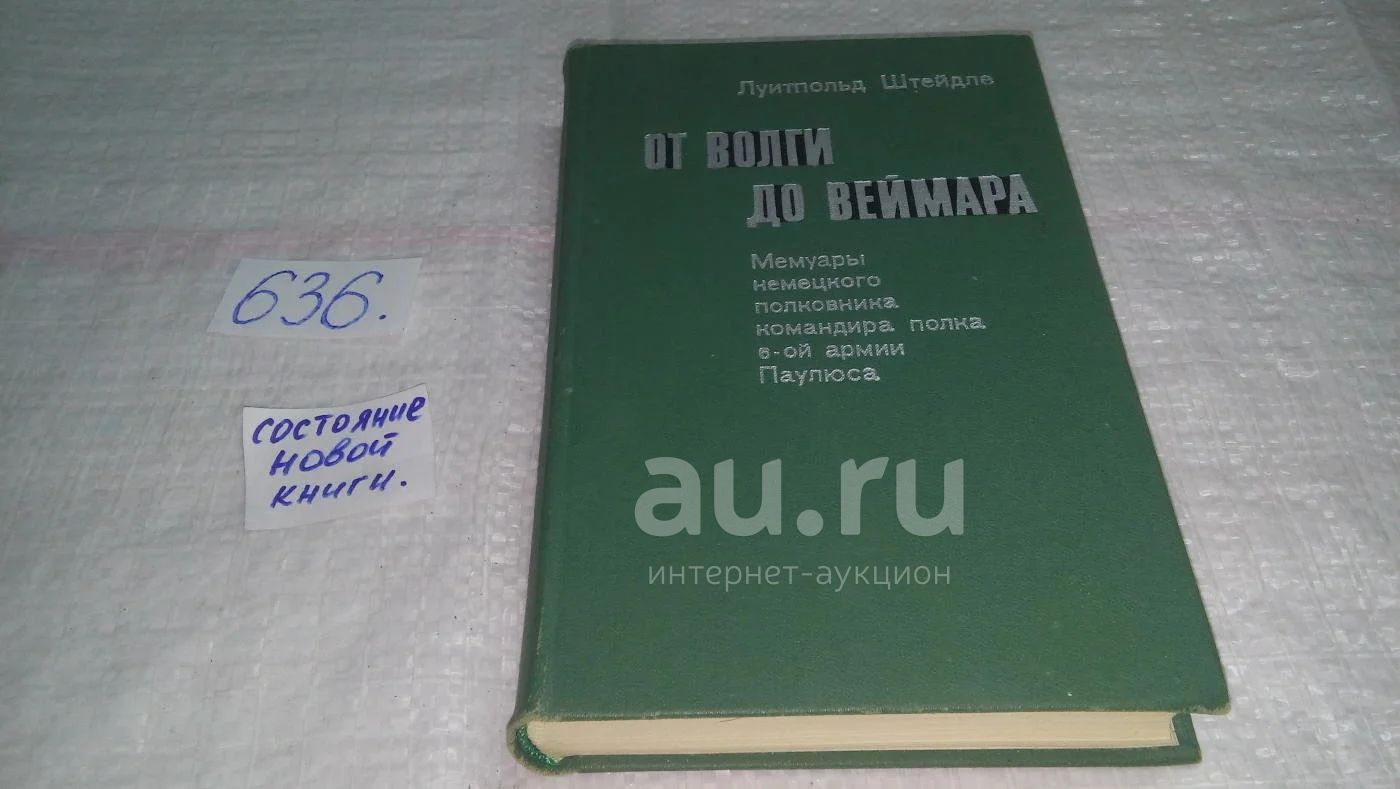 Луитпольд Штейдле
ОТ ВОЛГИ
ДО ВЕЙМАРА
Мемуары
немецкого
полковника
командира полка
6-ой армии
Паулюса
636.
состояние
новой
книги.
au.ru
интернет-аукцион